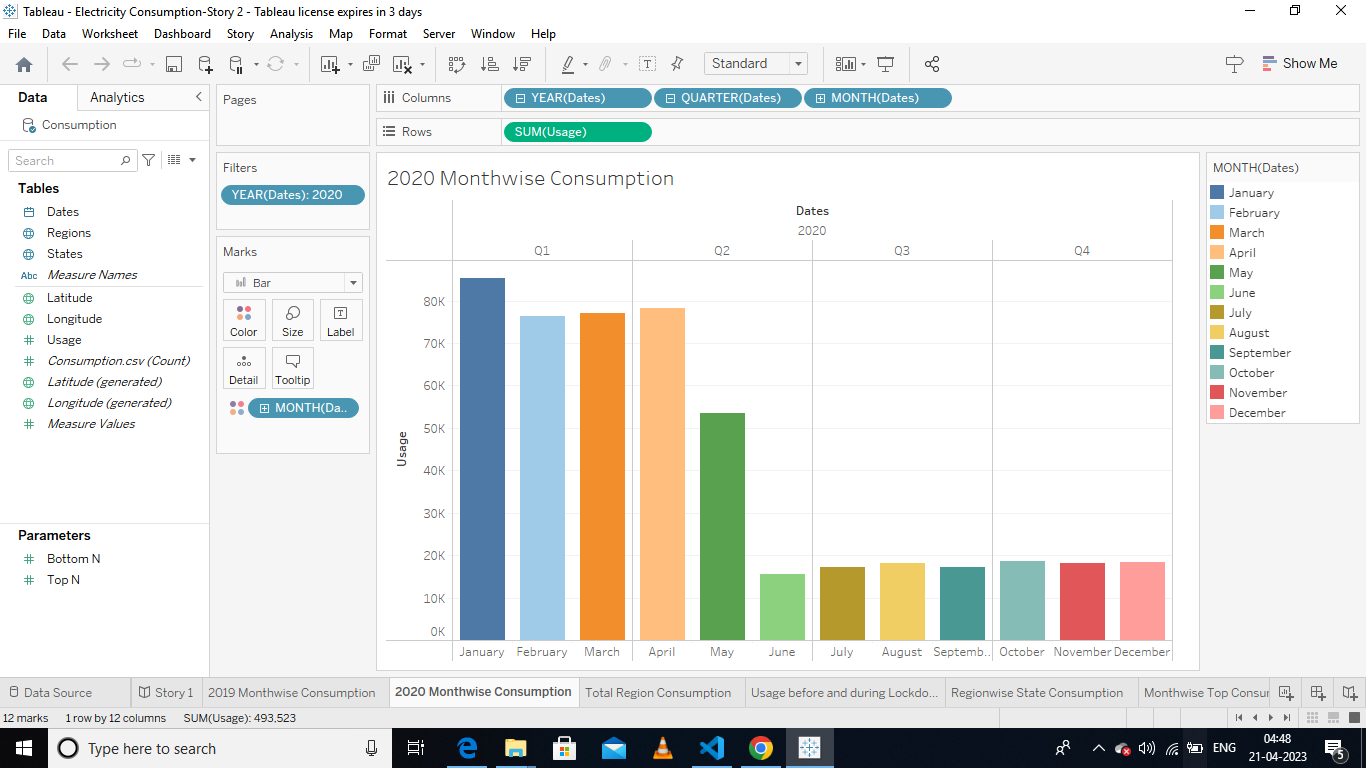 Tableau - Electricity Consumption-Story 2 - Tableau license expires in 3 days
File Data Worksheet Dashboard Story Analysis Map Format Server Window Help
Standard
Show Me
Data Analytics
Consumption
Search
Tables
Dates
Regions
States
Abc Measure Names
Latitude
Longitude
Usage
Consumption.csv (Count)
Latitude (generated)
Longitude (generated)
Measure Values
Parameters
Bottom N
Top N
Pages
Filters
YEAR(Dates): 2020
Marks
Bar
Color Size Label
Detail Tooltip
MONTH(Da..
Columns YEAR(Dates) QUARTER(Dates) MONTH(Dates)
Rows SUM(Usage)
2020 Monthwise Consumption
Dates
2020
Q1 Q2 Q3 Q4
Usage
80K
70K
60K
50K
40K
30K
20K
10K
0K
January February March April May June July August Septemb.. October November December
MONTH(Dates)
January
February
March
April
May
June
July
August
September
October
November
December
Data Source Story 1 2019 Monthwise Consumption 2020 Monthwise Consumption Total Region Consumption Usage before and during Lockdo... Regionwise State Consumption Monthwise Top Consur
12 marks 1 row by 12 columns SUM(Usage): 493,523
Type here to search
ENG
04:48
21-04-2023
5